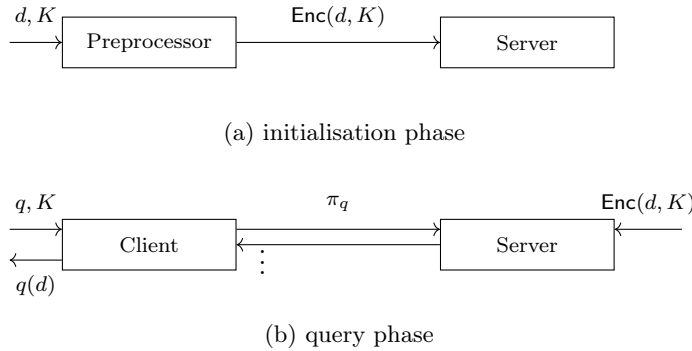 d, K
Enc(d, K)
Preprocessor
Server
(a) initialisation phase
q, K
π_q
Enc(d, K)
Client
Server
q(d)
⋮
(b) query phase